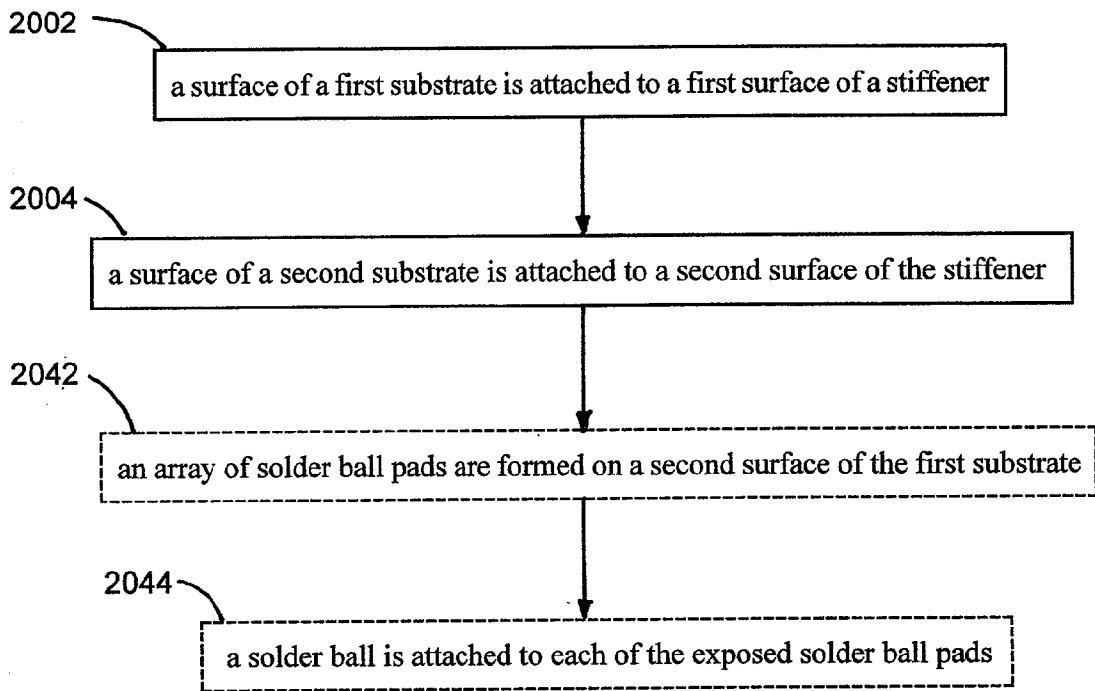 2002
a surface of a first substrate is attached to a first surface of a stiffener
2004
a surface of a second substrate is attached to a second surface of the stiffener
2042
an array of solder ball pads are formed on a second surface of the first substrate
2044
a solder ball is attached to each of the exposed solder ball pads